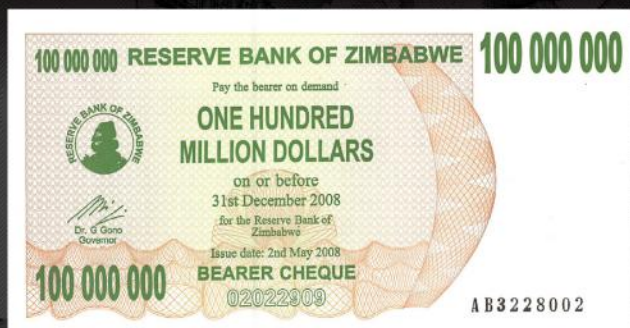 100 000 000 RESERVE BANK OF ZIMBABWE 100 000 000
Pay the bearer on demand
ONE HUNDRED
MILLION DOLLARS
on or before
31st December 2008
for the Reserve Bank of
Zimbabwe
Issue date: 2nd May 2008
BEARER CHEQUE
02022909
RESERVE BANK OF ZIMBABWE
Dr. G Gono
Governor
100 000 000
AB3228002